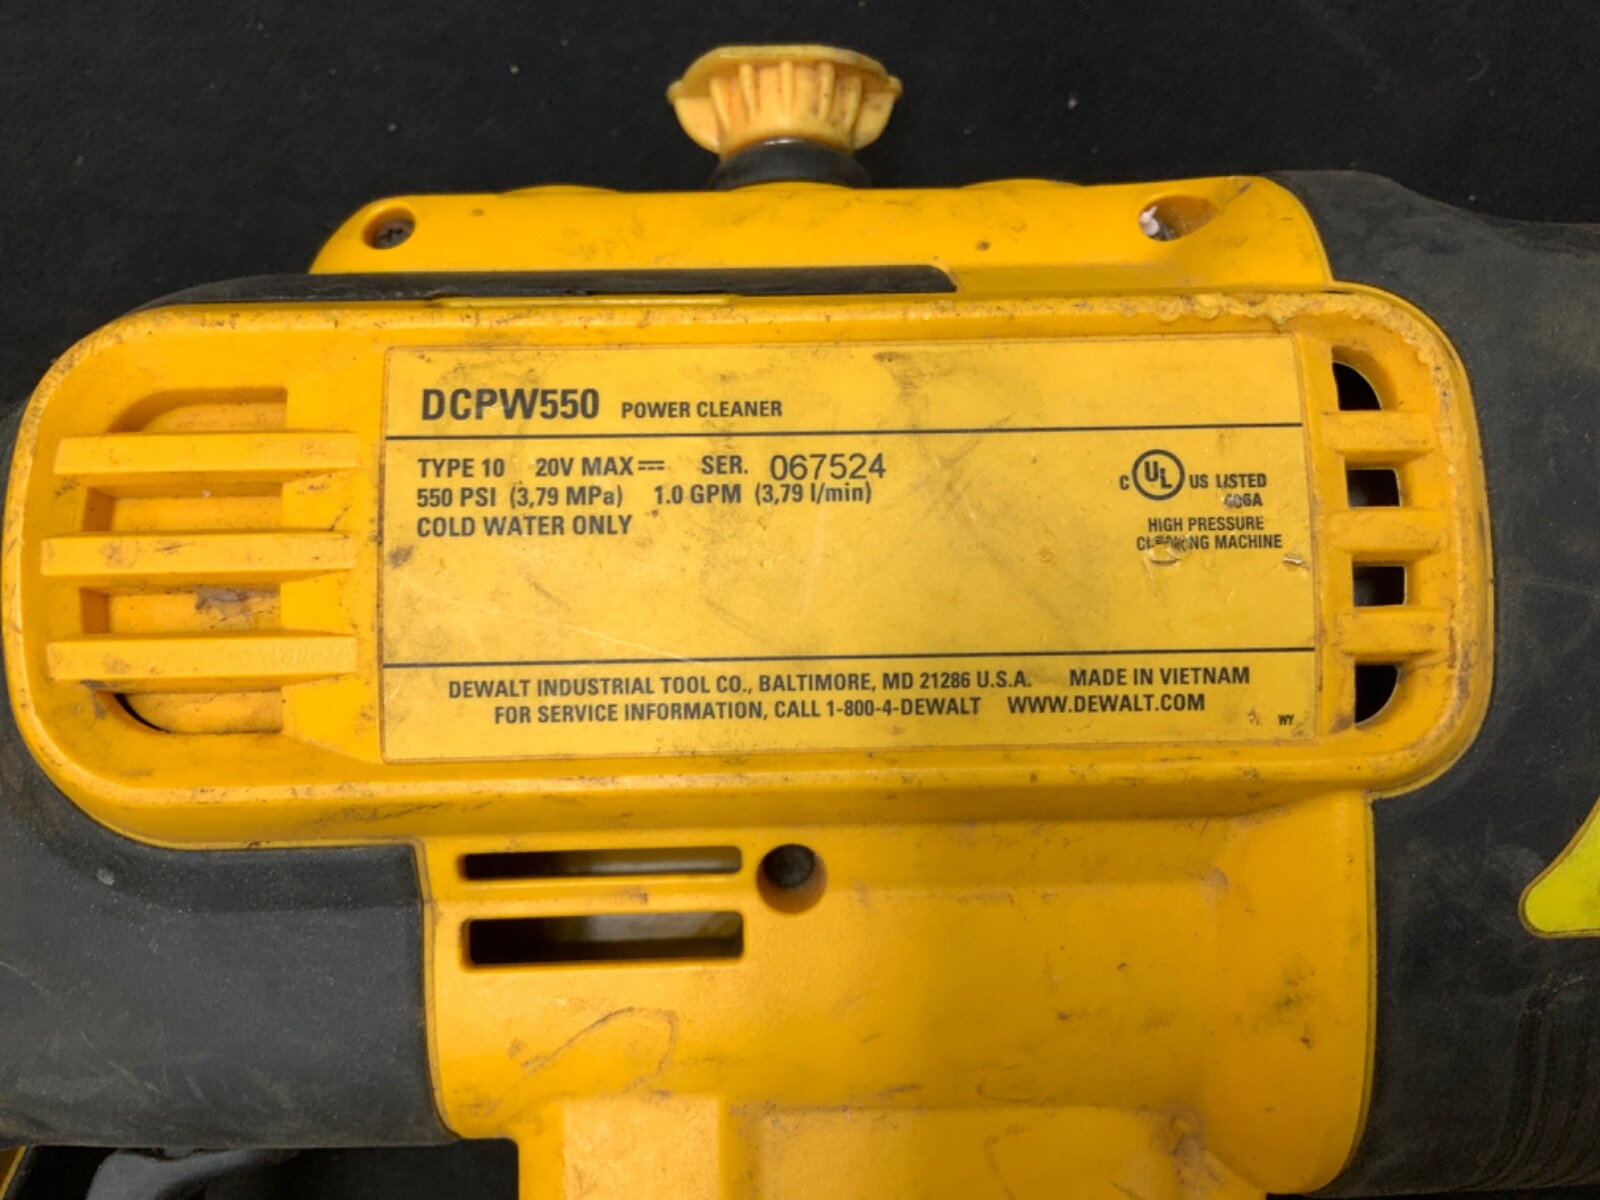 DCPW550 POWER CLEANER
TYPE 10 20V MAX⎓ SER. 067524
550 PSI (3,79 MPa) 1.0 GPM (3,79 l/min)
COLD WATER ONLY
C UL US LISTED
HIGH PRESSURE
MACHINE
DEWALT INDUSTRIAL TOOL CO., BALTIMORE, MD 21286 U.S.A. MADE IN VIETNAM
FOR SERVICE INFORMATION, CALL 1-800-4-DEWALT WWW.DEWALT.COM
WY